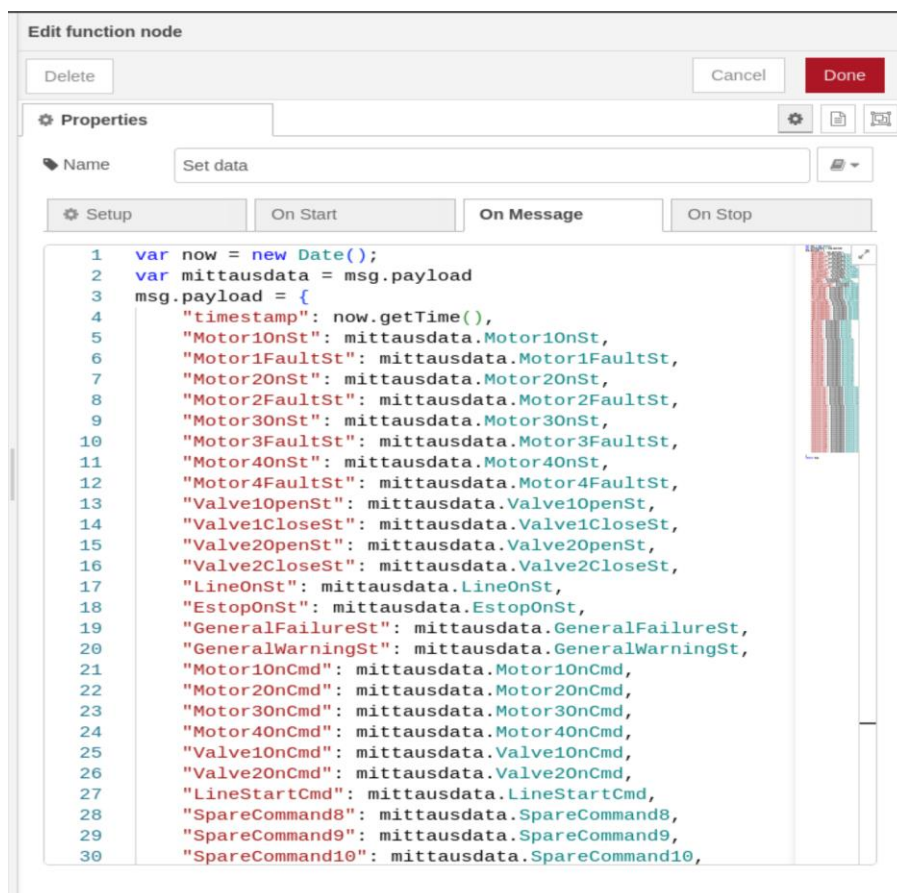 Edit function node
Delete Cancel Done
Properties
Name Set data
Setup On Start On Message On Stop
1 var now = new Date();
2 var mittausdata = msg.payload
3 msg.payload = {
4 "timestamp": now.getTime(),
5 "Motor1OnSt": mittausdata.Motor1OnSt,
6 "Motor1FaultSt": mittausdata.Motor1FaultSt,
7 "Motor2OnSt": mittausdata.Motor2OnSt,
8 "Motor2FaultSt": mittausdata.Motor2FaultSt,
9 "Motor3OnSt": mittausdata.Motor3OnSt,
10 "Motor3FaultSt": mittausdata.Motor3FaultSt,
11 "Motor4OnSt": mittausdata.Motor4OnSt,
12 "Motor4FaultSt": mittausdata.Motor4FaultSt,
13 "Valve1OpenSt": mittausdata.Valve1OpenSt,
14 "Valve1CloseSt": mittausdata.Valve1CloseSt,
15 "Valve2OpenSt": mittausdata.Valve2OpenSt,
16 "Valve2CloseSt": mittausdata.Valve2CloseSt,
17 "LineOnSt": mittausdata.LineOnSt,
18 "EstopOnSt": mittausdata.EstopOnSt,
19 "GeneralFailureSt": mittausdata.GeneralFailureSt,
20 "GeneralWarningSt": mittausdata.GeneralWarningSt,
21 "Motor1OnCmd": mittausdata.Motor1OnCmd,
22 "Motor2OnCmd": mittausdata.Motor2OnCmd,
23 "Motor3OnCmd": mittausdata.Motor3OnCmd,
24 "Motor4OnCmd": mittausdata.Motor4OnCmd,
25 "Valve1OnCmd": mittausdata.Valve1OnCmd,
26 "Valve2OnCmd": mittausdata.Valve2OnCmd,
27 "LineStartCmd": mittausdata.LineStartCmd,
28 "SpareCommand8": mittausdata.SpareCommand8,
29 "SpareCommand9": mittausdata.SpareCommand9,
30 "SpareCommand10": mittausdata.SpareCommand10,